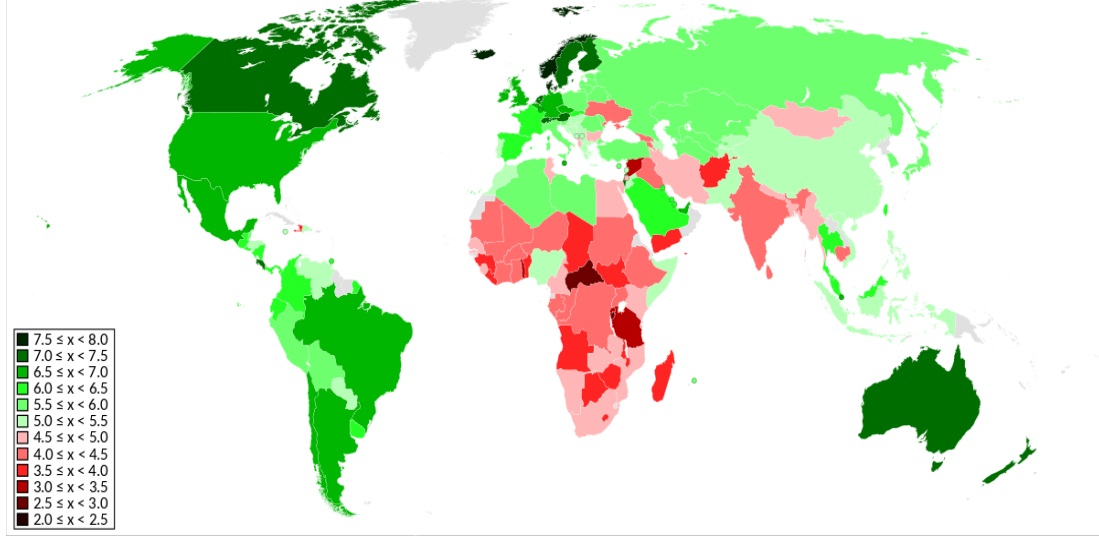 7.5 ≤ x < 8.0
7.0 ≤ x < 7.5
6.5 ≤ x < 7.0
6.0 ≤ x < 6.5
5.5 ≤ x < 6.0
5.0 ≤ x < 5.5
4.5 ≤ x < 5.0
4.0 ≤ x < 4.5
3.5 ≤ x < 4.0
3.0 ≤ x < 3.5
2.5 ≤ x < 3.0
2.0 ≤ x < 2.5